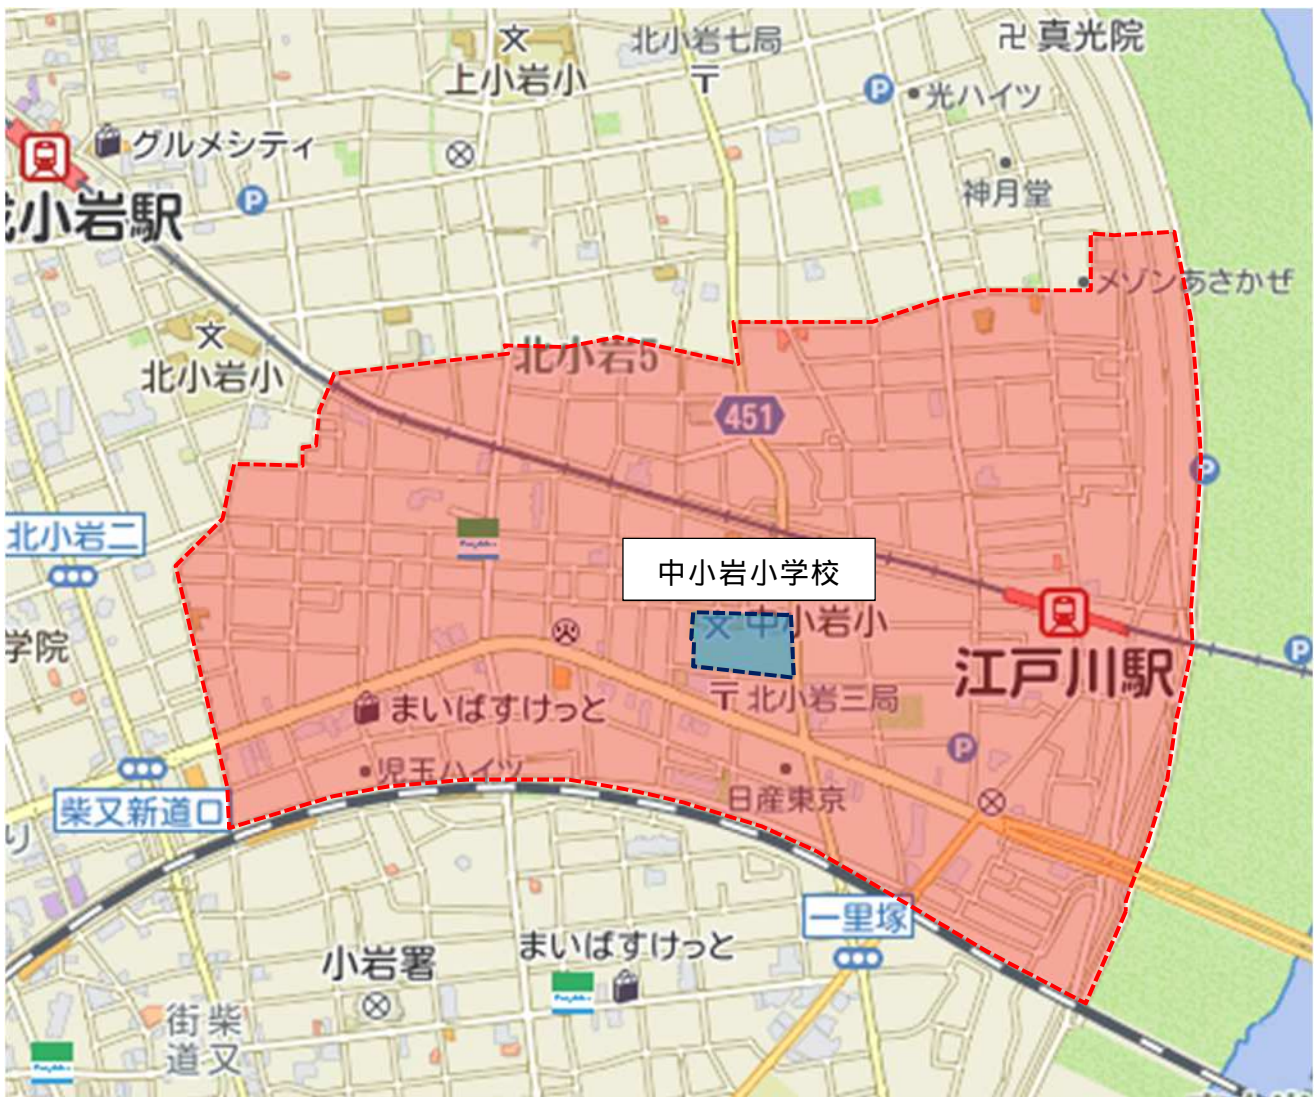 上小岩小
北小岩七局
真光院
光ハイツ
グルメシティ
神月堂
小岩駅
メゾンあさかぜ
北小岩小
北小岩5
451
北小岩二
中小岩小学校
中小岩小
学院
江戸川駅
北小岩三局
まいばすけっと
児玉ハイツ
日産東京
柴又新道口
り
一里塚
小岩署
まいばすけっと
柴又
街道